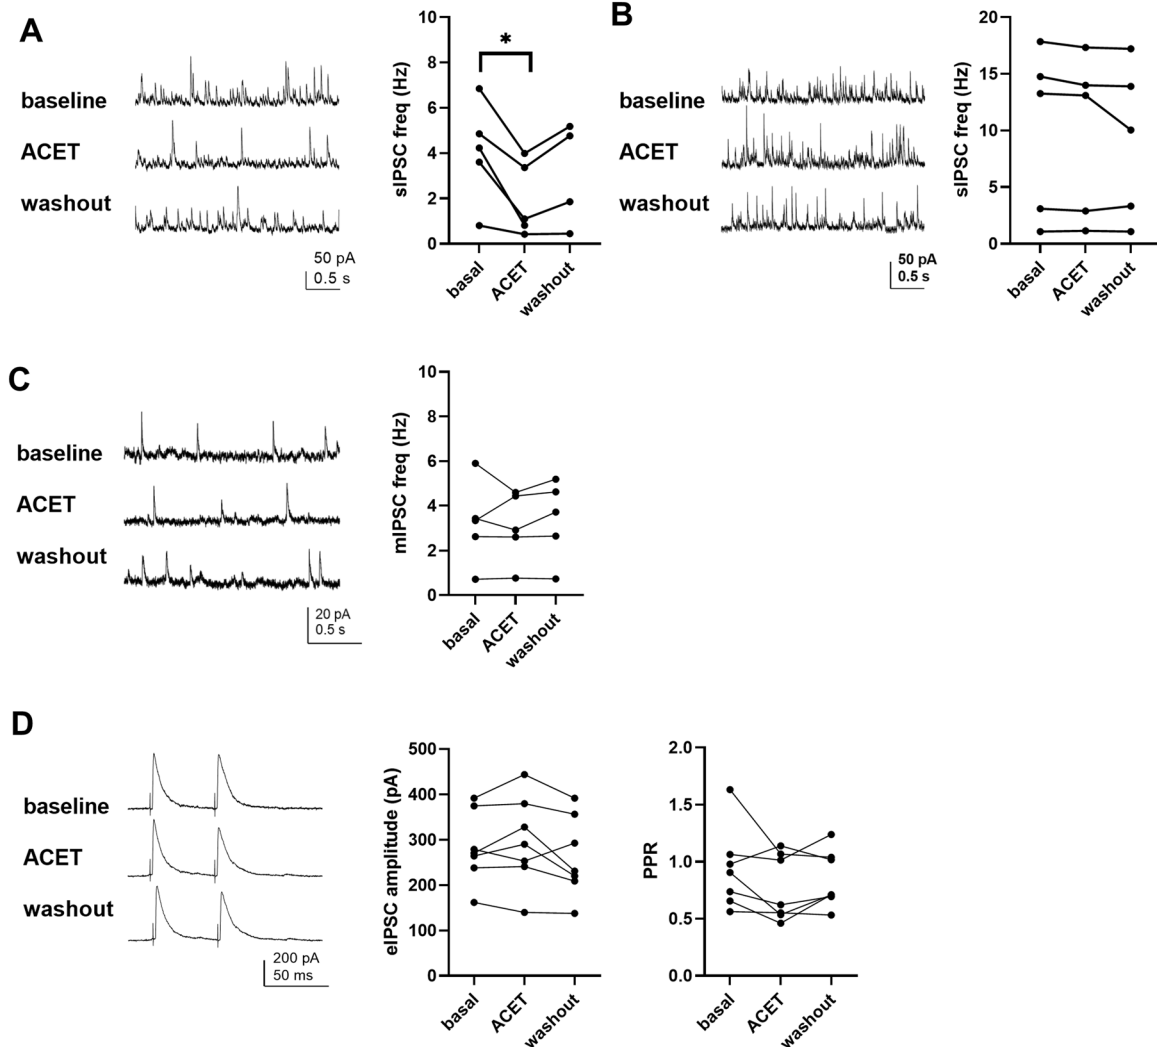 A
baseline
ACET
washout
50 pA
0.5 s
sIPSC freq (Hz)
10
8
6
4
2
0
*
basal
ACET
washout
B
baseline
ACET
washout
50 pA
0.5 s
sIPSC freq (Hz)
20
15
10
5
0
basal
ACET
washout
C
baseline
ACET
washout
20 pA
0.5 s
mIPSC freq (Hz)
10
8
6
4
2
0
basal
ACET
washout
D
baseline
ACET
washout
200 pA
50 ms
eIPSC amplitude (pA)
500
400
300
200
100
0
basal
ACET
washout
PPR
2.0
1.5
1.0
0.5
0.0
basal
ACET
washout